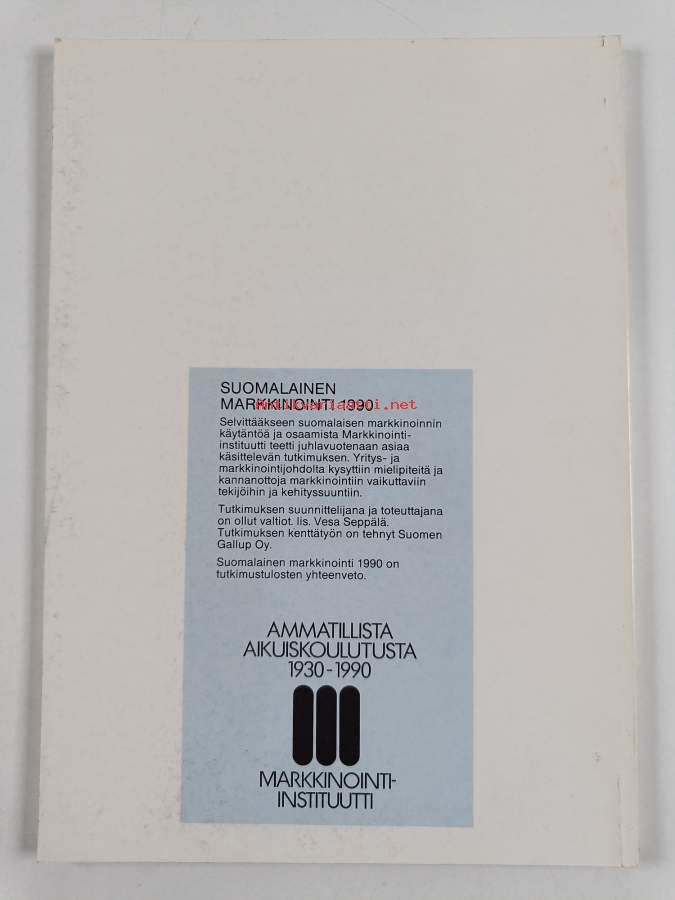 SUOMALAINEN
MARKKINOINTI 1990
antikvariaatti.net
Selvittääkseen suomalaisen markkinoinnin
käytäntöä ja osaamista Markkinointi-
instituutti teetti juhlavuotenaan asiaa
käsittelevän tutkimuksen. Yritys- ja
markkinointijohdolta kysyttiin mielipiteitä ja
kannanottoja markkinointiin vaikuttaviin
tekijöihin ja kehityssuuntiin.
Tutkimuksen suunnittelijana ja toteuttajana
on ollut valtiot. lis. Vesa Seppälä.
Tutkimuksen kenttätyön on tehnyt Suomen
Gallup Oy.
Suomalainen markkinointi 1990 on
tutkimustulosten yhteenveto.
AMMATILLISTA
AIKUISKOULUTUSTA
1930-1990
MARKKINOINTI-
INSTITUUTTI